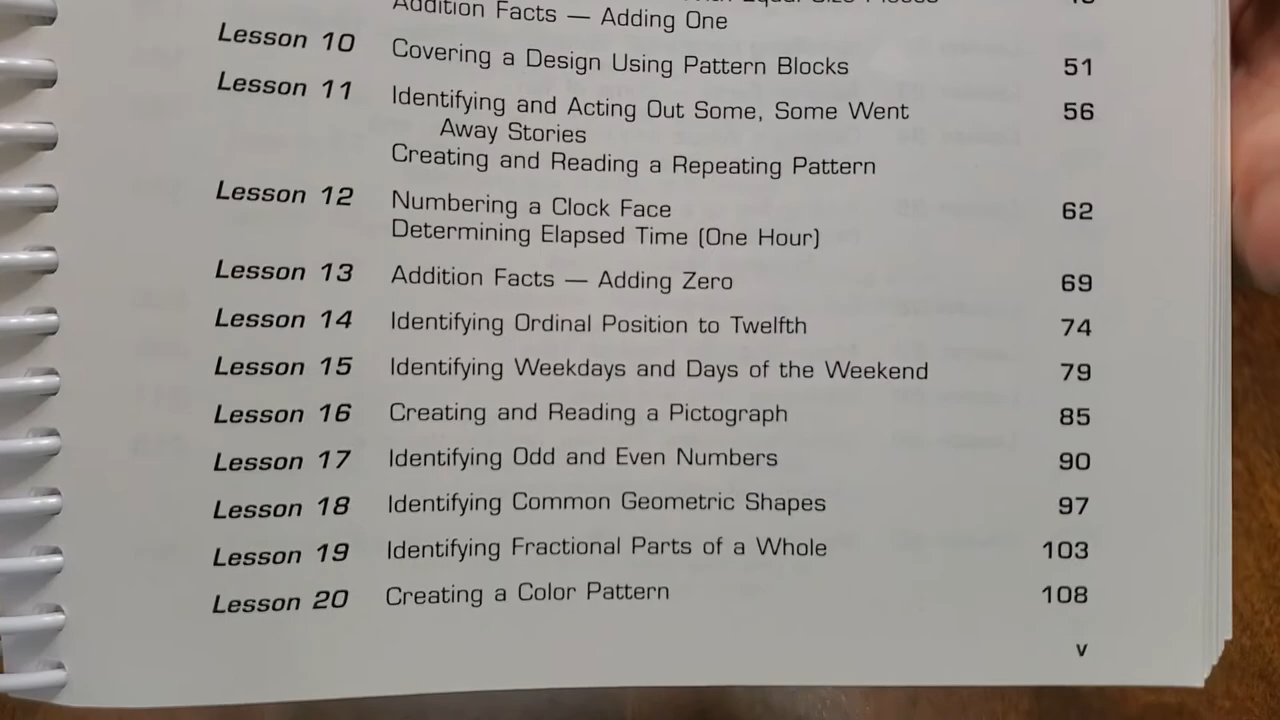 Addition Facts — Adding One
Lesson 10 Covering a Design Using Pattern Blocks 51
Lesson 11 Identifying and Acting Out Some, Some Went 56
Away Stories
Creating and Reading a Repeating Pattern
Lesson 12 Numbering a Clock Face 62
Determining Elapsed Time (One Hour)
Lesson 13 Addition Facts — Adding Zero 69
Lesson 14 Identifying Ordinal Position to Twelfth 74
Lesson 15 Identifying Weekdays and Days of the Weekend 79
Lesson 16 Creating and Reading a Pictograph 85
Lesson 17 Identifying Odd and Even Numbers 90
Lesson 18 Identifying Common Geometric Shapes 97
Lesson 19 Identifying Fractional Parts of a Whole 103
Lesson 20 Creating a Color Pattern 108
v